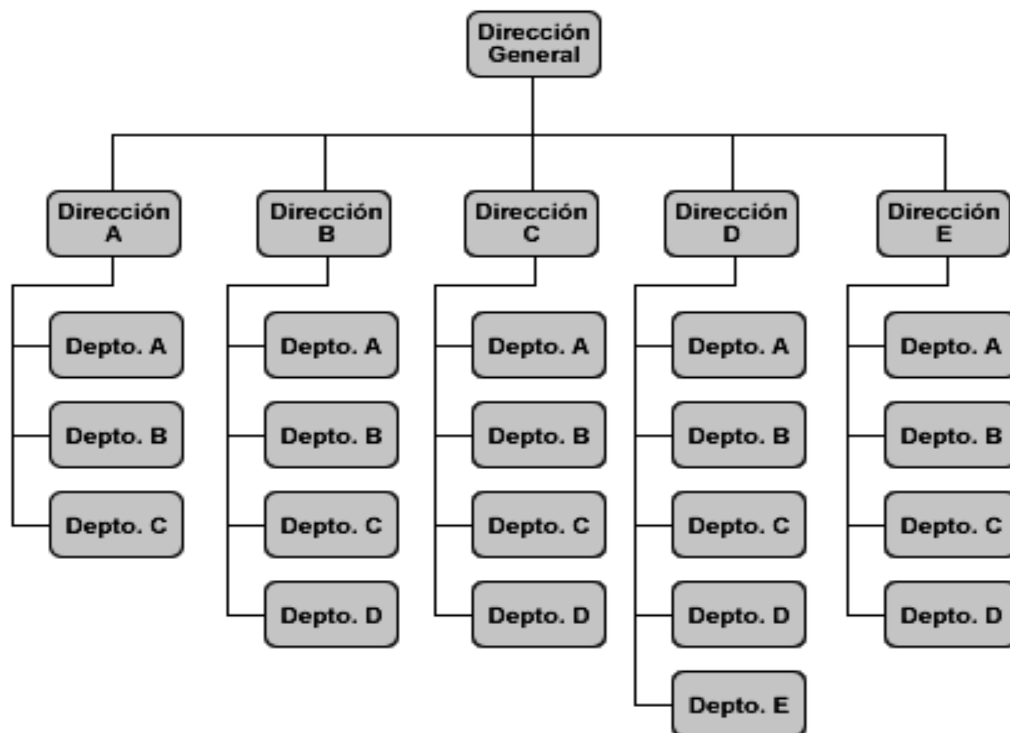 Dirección
General
Dirección
A
Dirección
B
Dirección
C
Dirección
D
Dirección
E
Depto. A
Depto. A
Depto. A
Depto. A
Depto. A
Depto. B
Depto. B
Depto. B
Depto. B
Depto. B
Depto. C
Depto. C
Depto. C
Depto. C
Depto. C
Depto. D
Depto. D
Depto. D
Depto. D
Depto. E